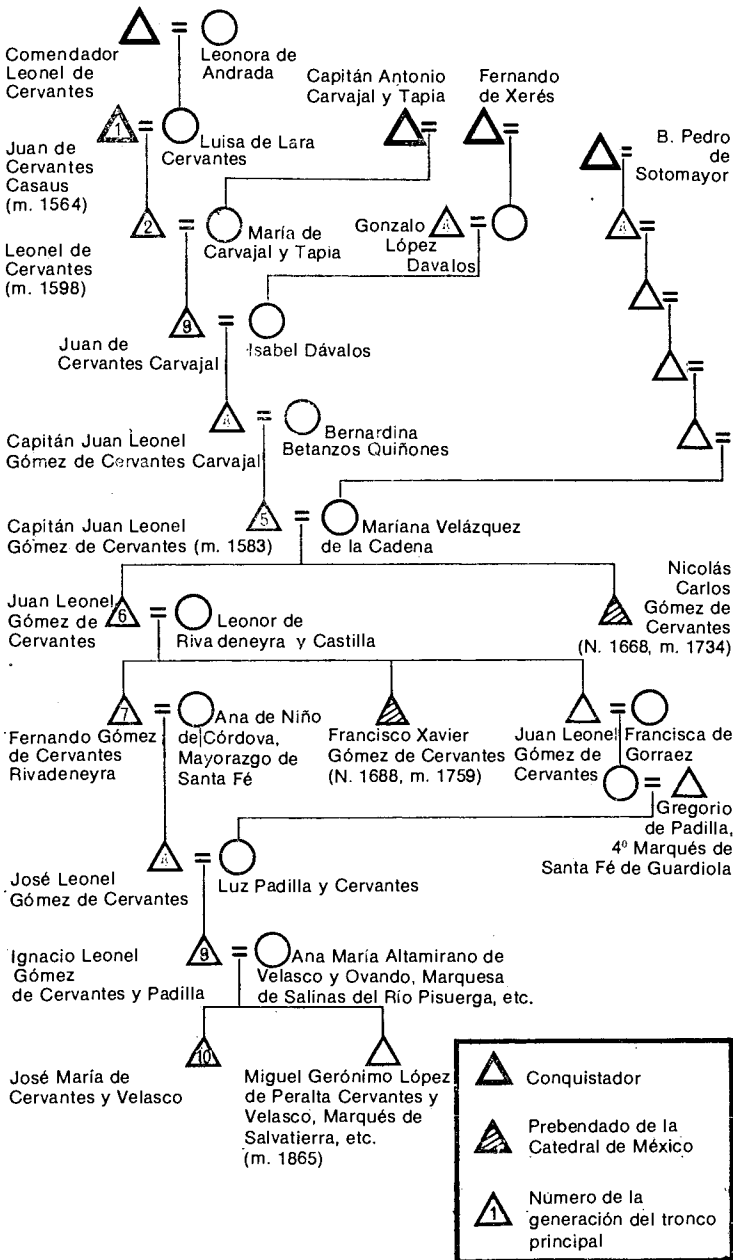 Comendador
Leonel de
Cervantes
Leonora de
Andrada
Capitán Antonio
Carvajal y Tapia
Fernando
de Xerés
B. Pedro
de
Sotomayor
1
Juan de
Cervantes
Casaus
(m. 1564)
Luisa de Lara
Cervantes
2
Leonel de
Cervantes
(m. 1598)
María de
Carvajal y Tapia
Gonzalo
López
Davalos
Juan de
Cervantes Carvajal
Isabel Dávalos
Capitán Juan Leonel
Gómez de Cervantes Carvajal
Bernardina
Betanzos Quiñones
5
Capitán Juan Leonel
Gómez de Cervantes (m. 1583)
Maríana Velázquez
de la Cadena
Nicolás
Carlos
Gómez de
Cervantes
(N. 1668, m. 1734)
6
Juan Leonel
Gómez de
Cervantes
Leonor de
Rivadeneyra y Castilla
7
Fernando Gómez
de Cervantes
Rivadeneyra
Ana de Niño
de Córdova,
Mayorazgo de
Santa Fé
Francisco Xavier
Gómez de Cervantes
(N. 1688, m. 1759)
Juan Leonel
Gómez de
Cervantes
Francisca de
Gorraez
Gregorio
de Padilla,
4º Marqués de
Santa Fé de Guardiola
José Leonel
Gómez de Cervantes
Luz Padilla y Cervantes
9
Ignacio Leonel
Gómez
de Cervantes y Padilla
Ana María Altamirano de
Velasco y Ovando, Marquesa
de Salinas del Río Pisuerga, etc.
10
José María de
Cervantes y Velasco
Miguel Gerónimo López
de Peralta Cervantes y
Velasco, Marqués de
Salvatierra, etc.
(m. 1865)
Conquistador
Prebendado de la
Catedral de México
1
Número de la
generación del tronco
principal